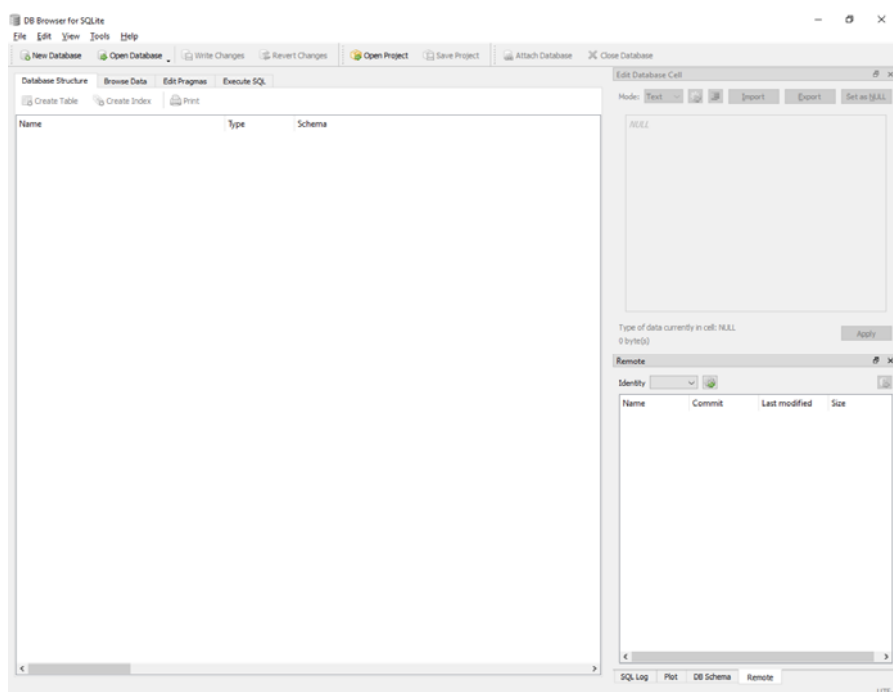 DB Browser for SQLite
File Edit View Tools Help
New Database Open Database Write Changes Revert Changes Open Project Save Project Attach Database Close Database
Database Structure Browse Data Edit Pragmas Execute SQL
Create Table Create Index Print
Name Type Schema
Edit Database Cell
Mode: Text Import Export Set as NULL
NULL
Type of data currently in cell: NULL
0 byte(s)
Apply
Remote
Identity
Name Commit Last modified Size
SQL Log Plot DB Schema Remote